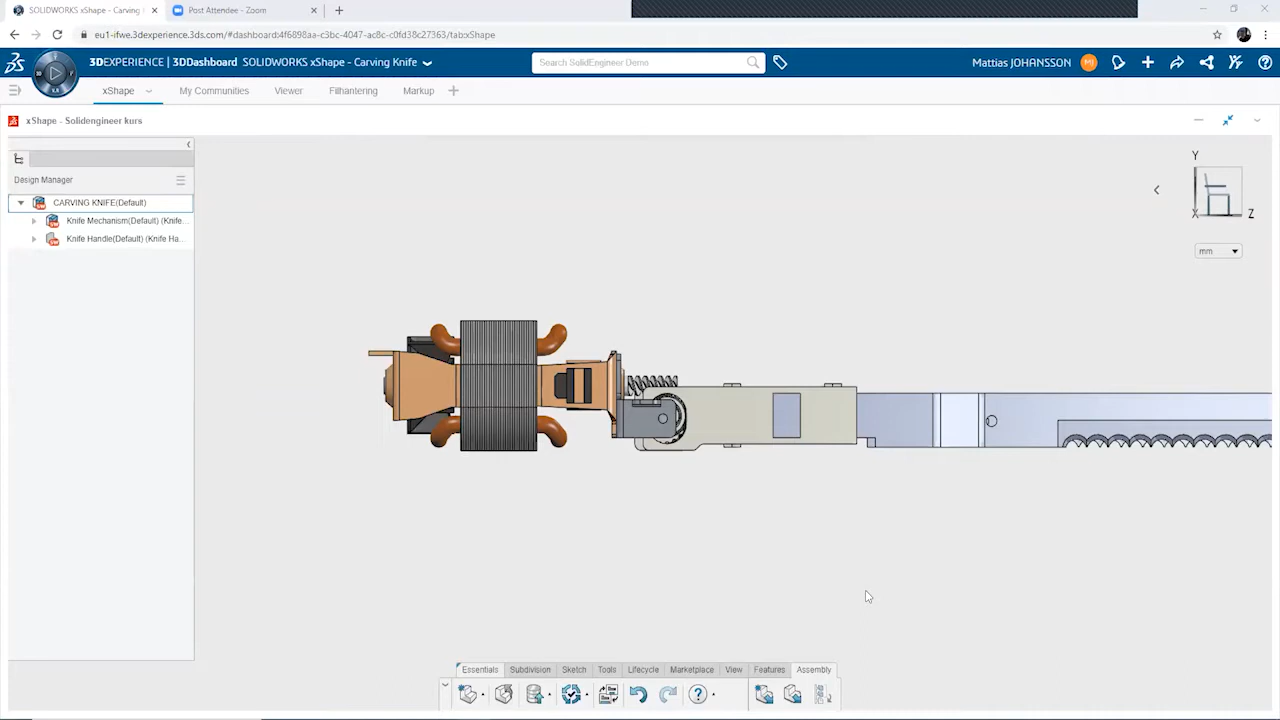 SOLIDWORKS xShape - Carving
Post Attendee - Zoom
eu1-ifwe.3dexperience.3ds.com/#dashboard:4f6898aa-c3bc-4047-ac8c-c0fd38c27363/tab:xShape
3DEXPERIENCE | 3DDashboard SOLIDWORKS xShape - Carving Knife
Search SolidEngineer Demo
Mattias JOHANSSON MJ
xShape
My Communities
Viewer
Filhantering
Markup
xShape - Solidengineer kurs
Design Manager
CARVING KNIFE(Default)
Knife Mechanism(Default) (Knife...
Knife Handle(Default) (Knife Ha...
Y
X
Z
mm
Essentials Subdivision Sketch Tools Lifecycle Marketplace View Features Assembly